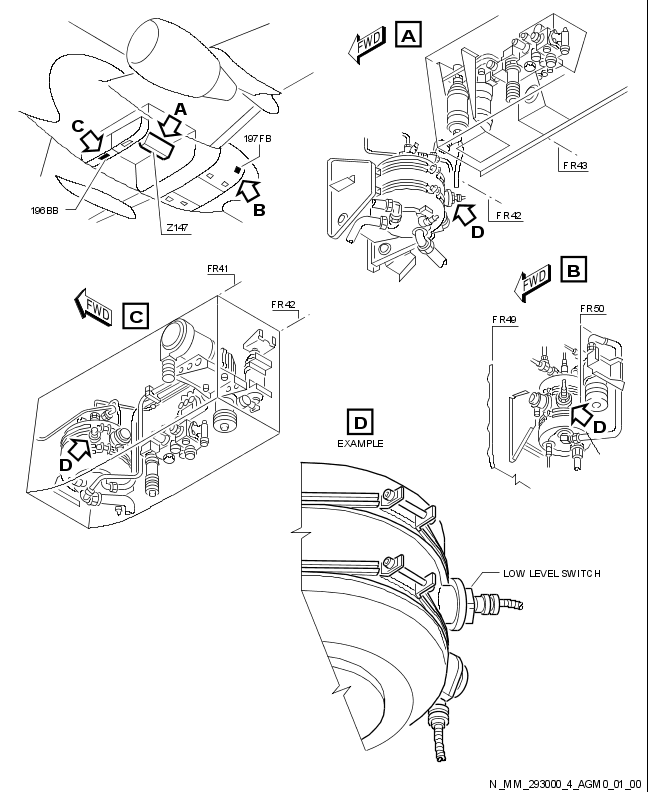 FWD
A
A
C
197FB
B
196BB
Z147
FR43
FR42
D
FR41
FR42
FWD
C
FWD
B
FR50
FR49
D
D
D
EXAMPLE
LOW LEVEL SWITCH
N_MM_293000_4_AGM0_01_00